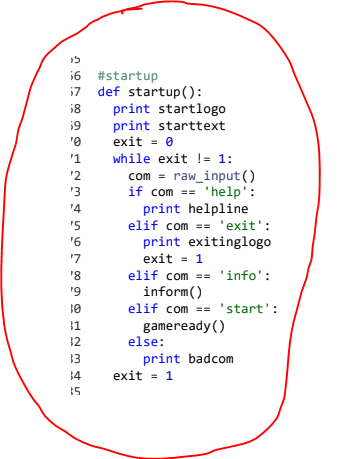 55
56 #startup
57 def startup():
58   print startlogo
59   print starttext
70   exit = 0
71   while exit != 1:
72     com = raw_input()
73     if com == 'help':
74       print helpline
75     elif com == 'exit':
76       print exitinglogo
77       exit = 1
78     elif com == 'info':
79       inform()
80     elif com == 'start':
81       gameready()
82     else:
83       print badcom
84   exit = 1
85